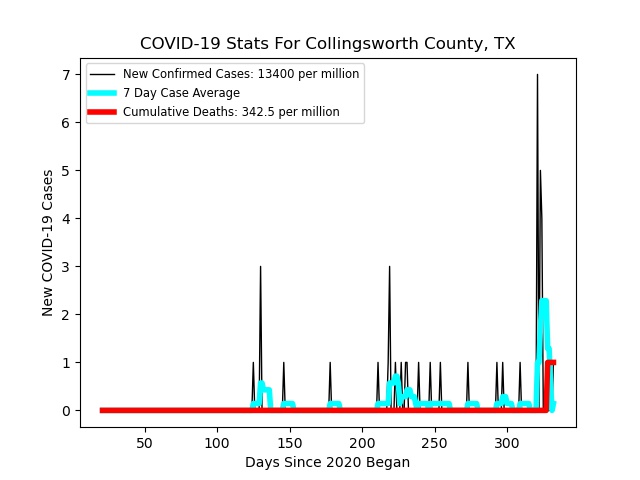 COVID-19 Stats For Collingsworth County, TX
New Confirmed Cases: 13400 per million
7 Day Case Average
Cumulative Deaths: 342.5 per million
New COVID-19 Cases
7
6
5
4
3
2
1
0
50
100
150
200
250
300
Days Since 2020 Began